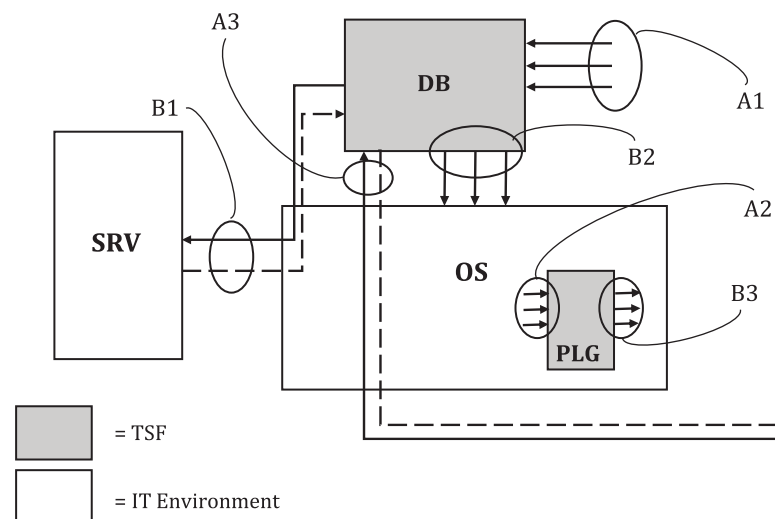 A3
DB
A1
B1
B2
A2
SRV
OS
B3
PLG
= TSF
= IT Environment